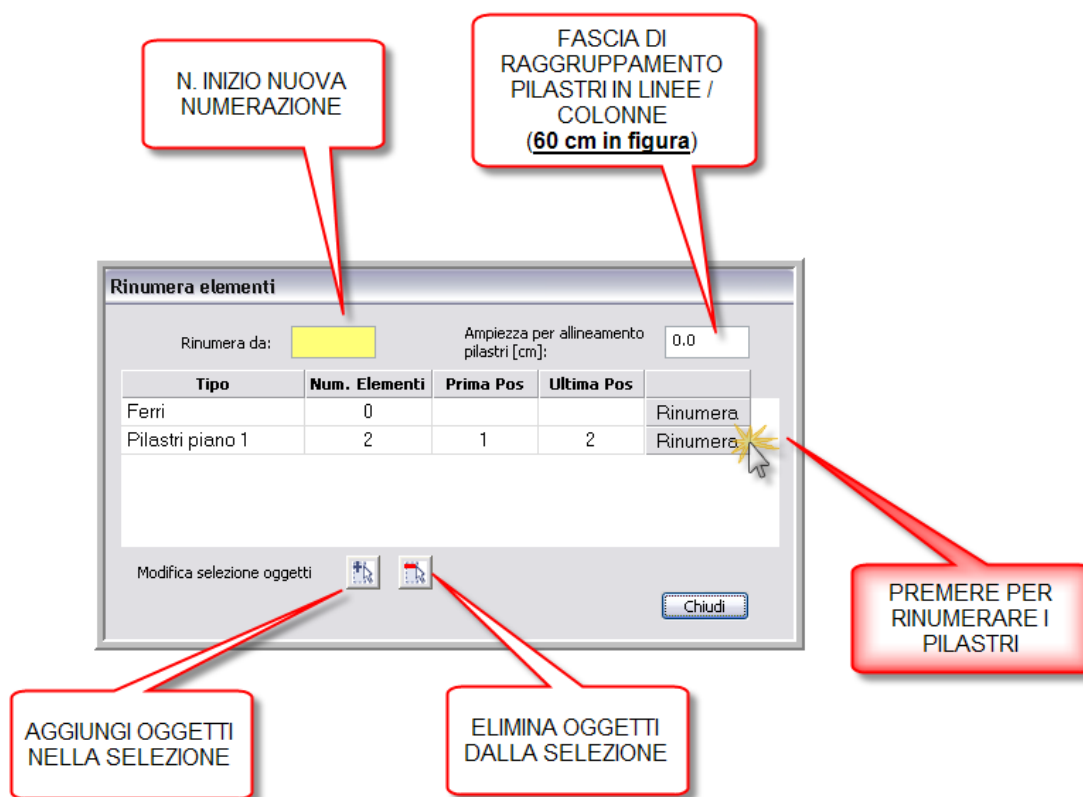 N. INIZIO NUOVA
NUMERAZIONE
FASCIA DI
RAGGRUPPAMENTO
PILASTRI IN LINEE /
COLONNE
(60 cm in figura)
Rinumera elementi
Rinumera da:
Ampiezza per allineamento
pilastri [cm]:
0.0
Tipo Num. Elementi Prima Pos Ultima Pos
Ferri 0 Rinumera
Pilastri piano 1 2 1 2 Rinumera
Modifica selezione oggetti
Chiudi
PREMERE PER
RINUMERARE I
PILASTRI
AGGIUNGI OGGETTI
NELLA SELEZIONE
ELIMINA OGGETTI
DALLA SELEZIONE